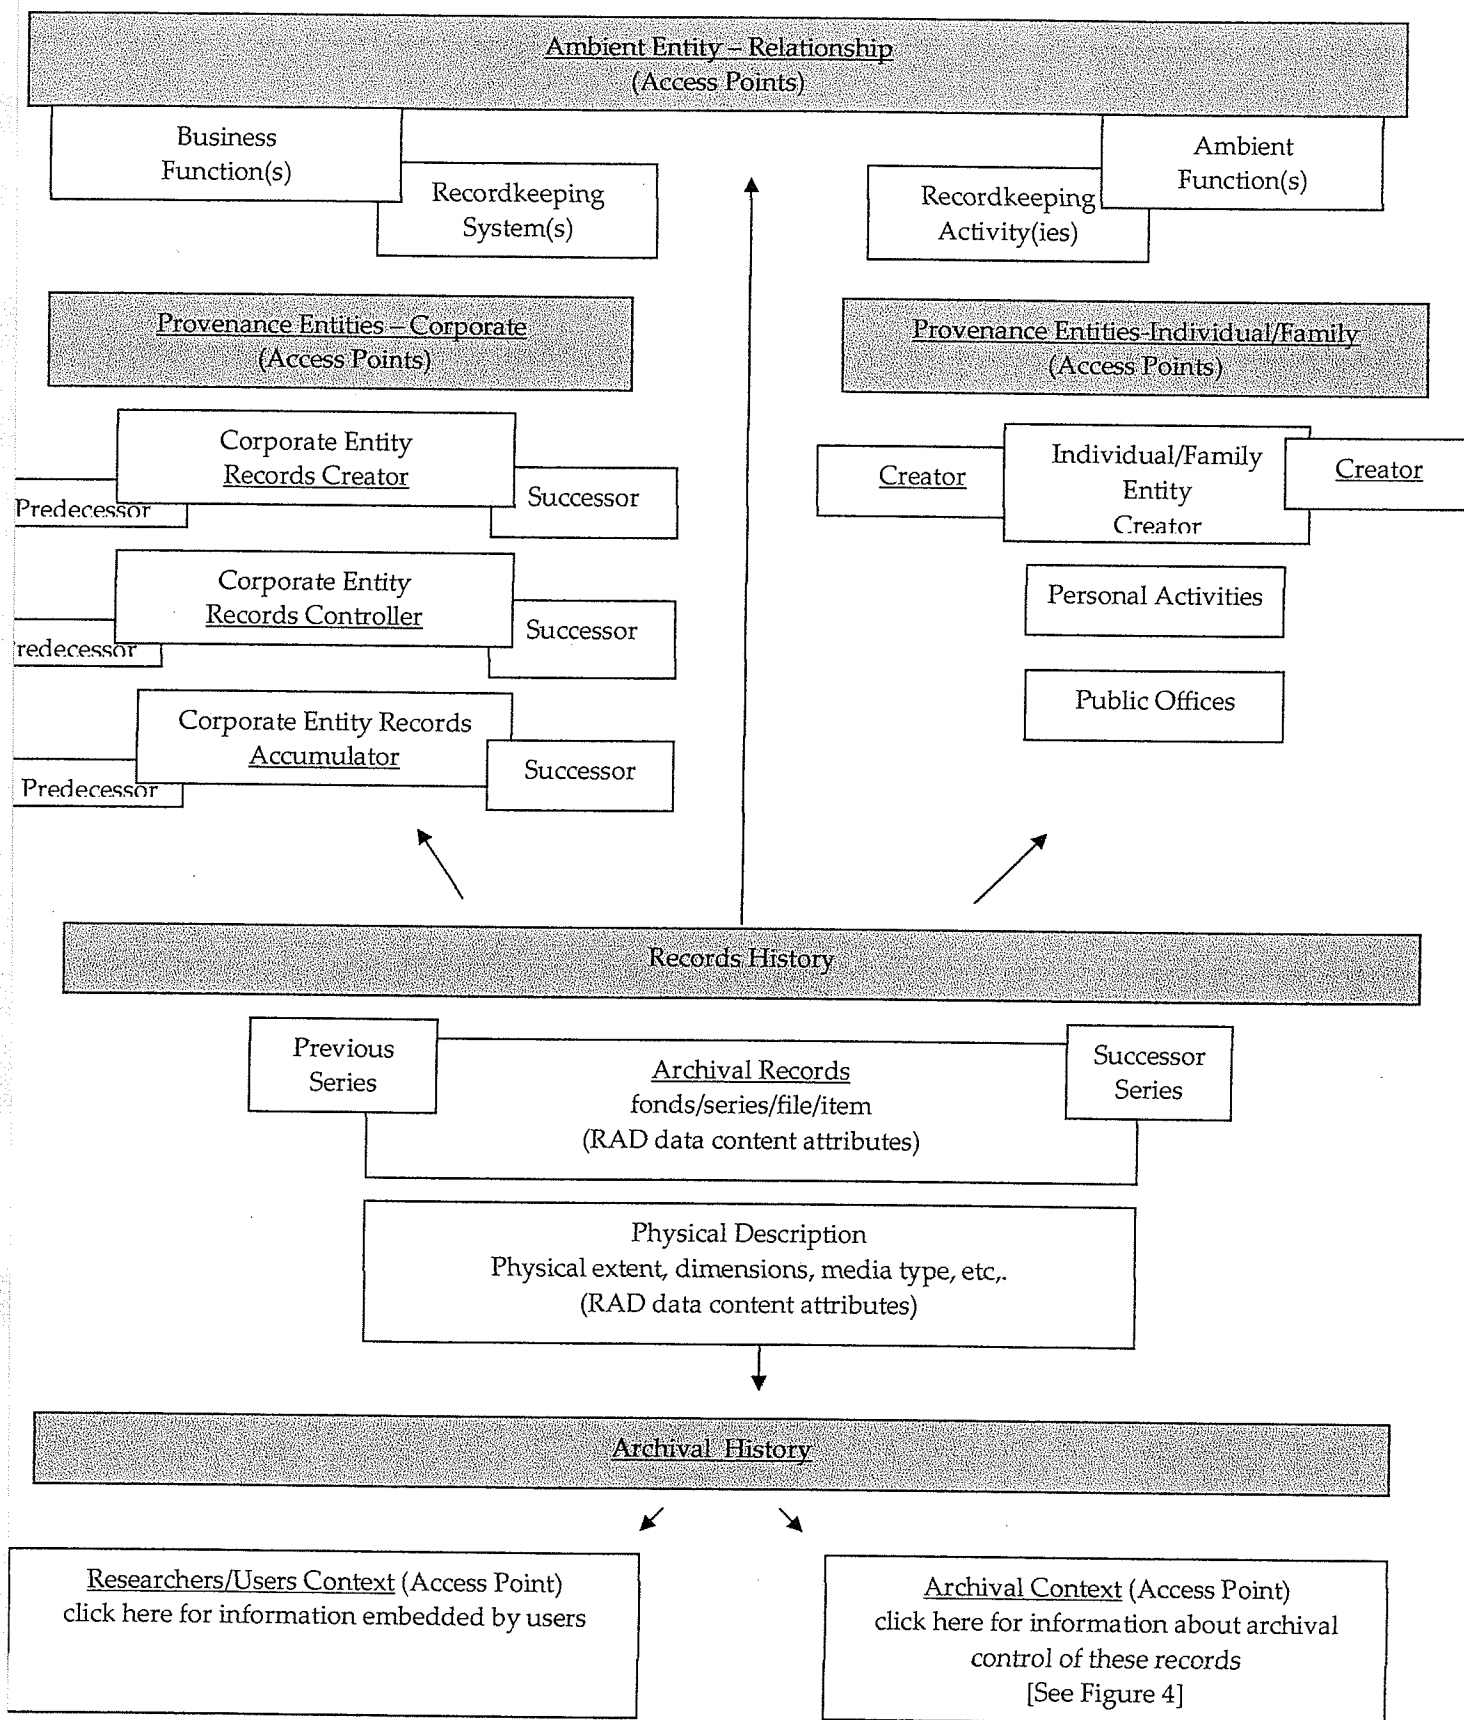 Ambient Entity – Relationship
(Access Points)
Business
Function(s)
Recordkeeping
System(s)
Recordkeeping
Activity(ies)
Ambient
Function(s)
Provenance Entities – Corporate
(Access Points)
Provenance Entities-Individual/Family
(Access Points)
Corporate Entity
Records Creator
Predecessor
Successor
Creator
Individual/Family
Entity
Creator
Creator
Corporate Entity
Records Controller
redecessor
Successor
Personal Activities
Public Offices
Corporate Entity Records
Accumulator
Predecessor
Successor
Records History
Previous
Series
Archival Records
fonds/series/file/item
(RAD data content attributes)
Successor
Series
Physical Description
Physical extent, dimensions, media type, etc,.
(RAD data content attributes)
Archival History
Researchers/Users Context (Access Point)
click here for information embedded by users
Archival Context (Access Point)
click here for information about archival
control of these records
[See Figure 4]